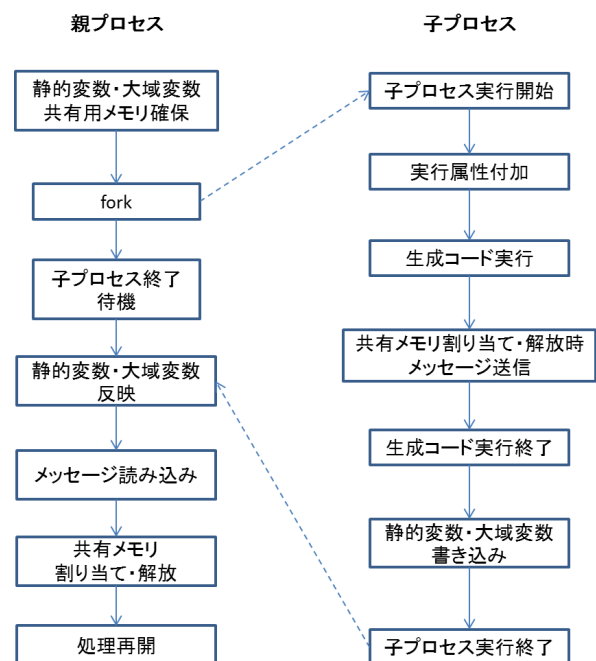 親プロセス
静的変数・大域変数
共有用メモリ確保
fork
子プロセス終了
待機
静的変数・大域変数
反映
メッセージ読み込み
共有メモリ
割り当て・解放
処理再開
子プロセス
子プロセス実行開始
実行属性付加
生成コード実行
共有メモリ割り当て・解放時
メッセージ送信
生成コード実行終了
静的変数・大域変数
書き込み
子プロセス実行終了